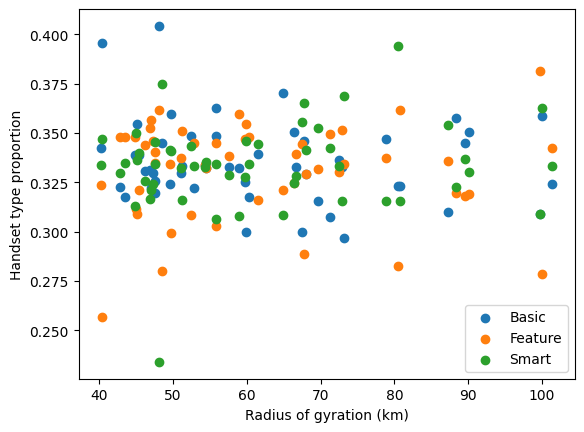 0.400
0.375
0.350
0.325
0.300
0.275
0.250
Handset type proportion
40 50 60 70 80 90 100
Radius of gyration (km)
Basic
Feature
Smart